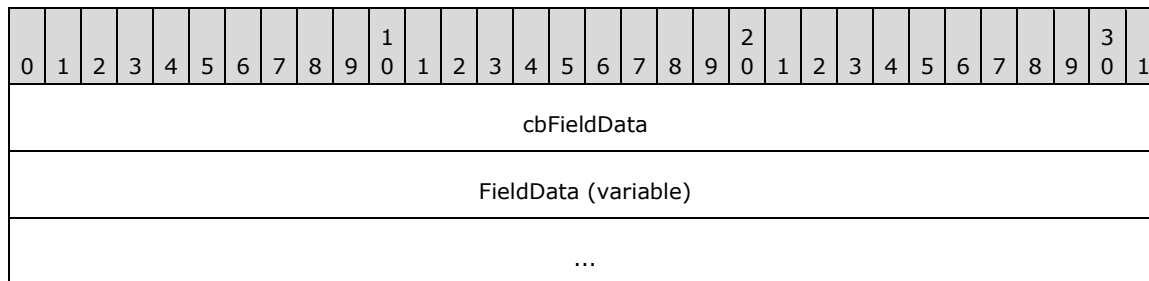 1 2 3
0 1 2 3 4 5 6 7 8 9 0 1 2 3 4 5 6 7 8 9 0 1 2 3 4 5 6 7 8 9 0 1
cbFieldData
FieldData (variable)
...